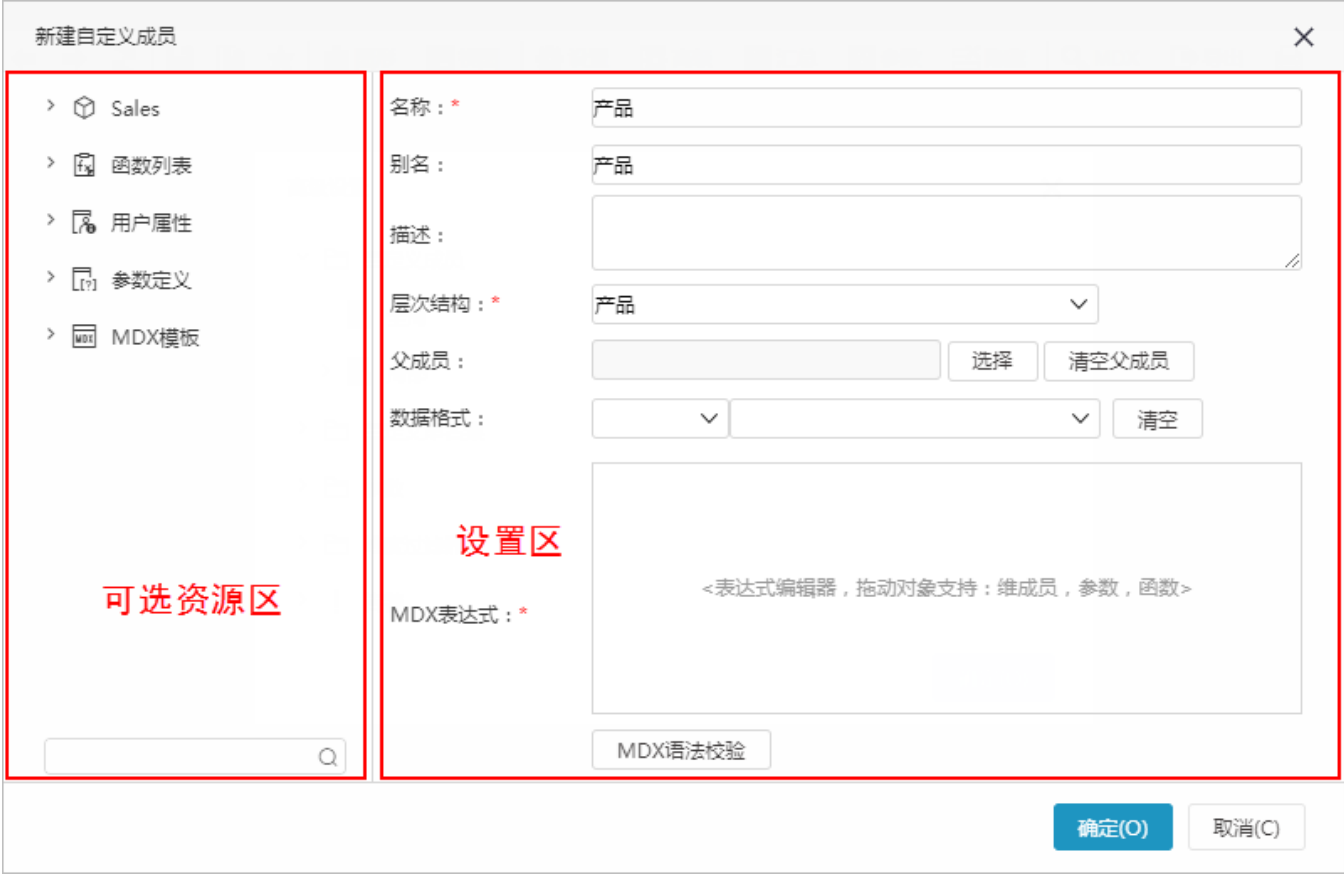 新建自定义成员
Sales
函数列表
用户属性
参数定义
MDX模板
可选资源区
名称：* 产品
别名： 产品
描述：
层次结构：* 产品
父成员： 选择 清空父成员
数据格式： 清空
设置区
MDX表达式：* <表达式编辑器，拖动对象支持：维成员，参数，函数>
MDX语法校验
确定(O) 取消(C)